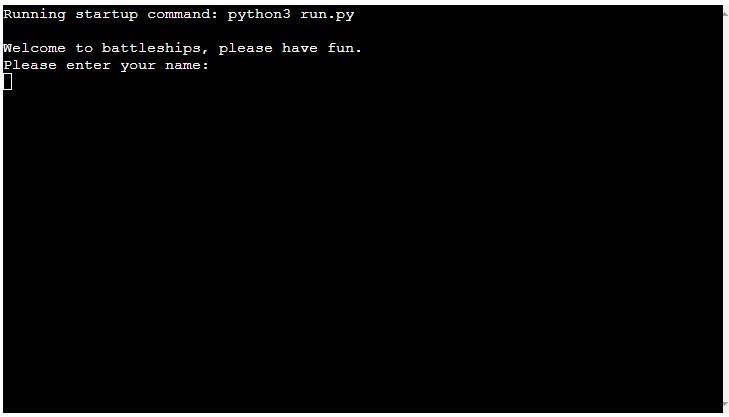 Running startup command: python3 run.py
Welcome to battleships, please have fun.
Please enter your name: